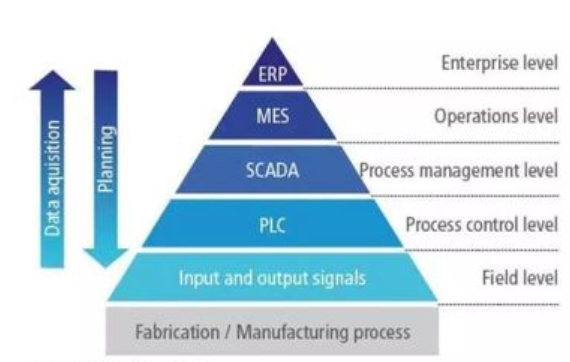 ERP
Enterprise level
MES
Operations level
SCADA
Process management level
PLC
Process control level
Input and output signals
Field level
Fabrication / Manufacturing process
Data aquisition
Planning